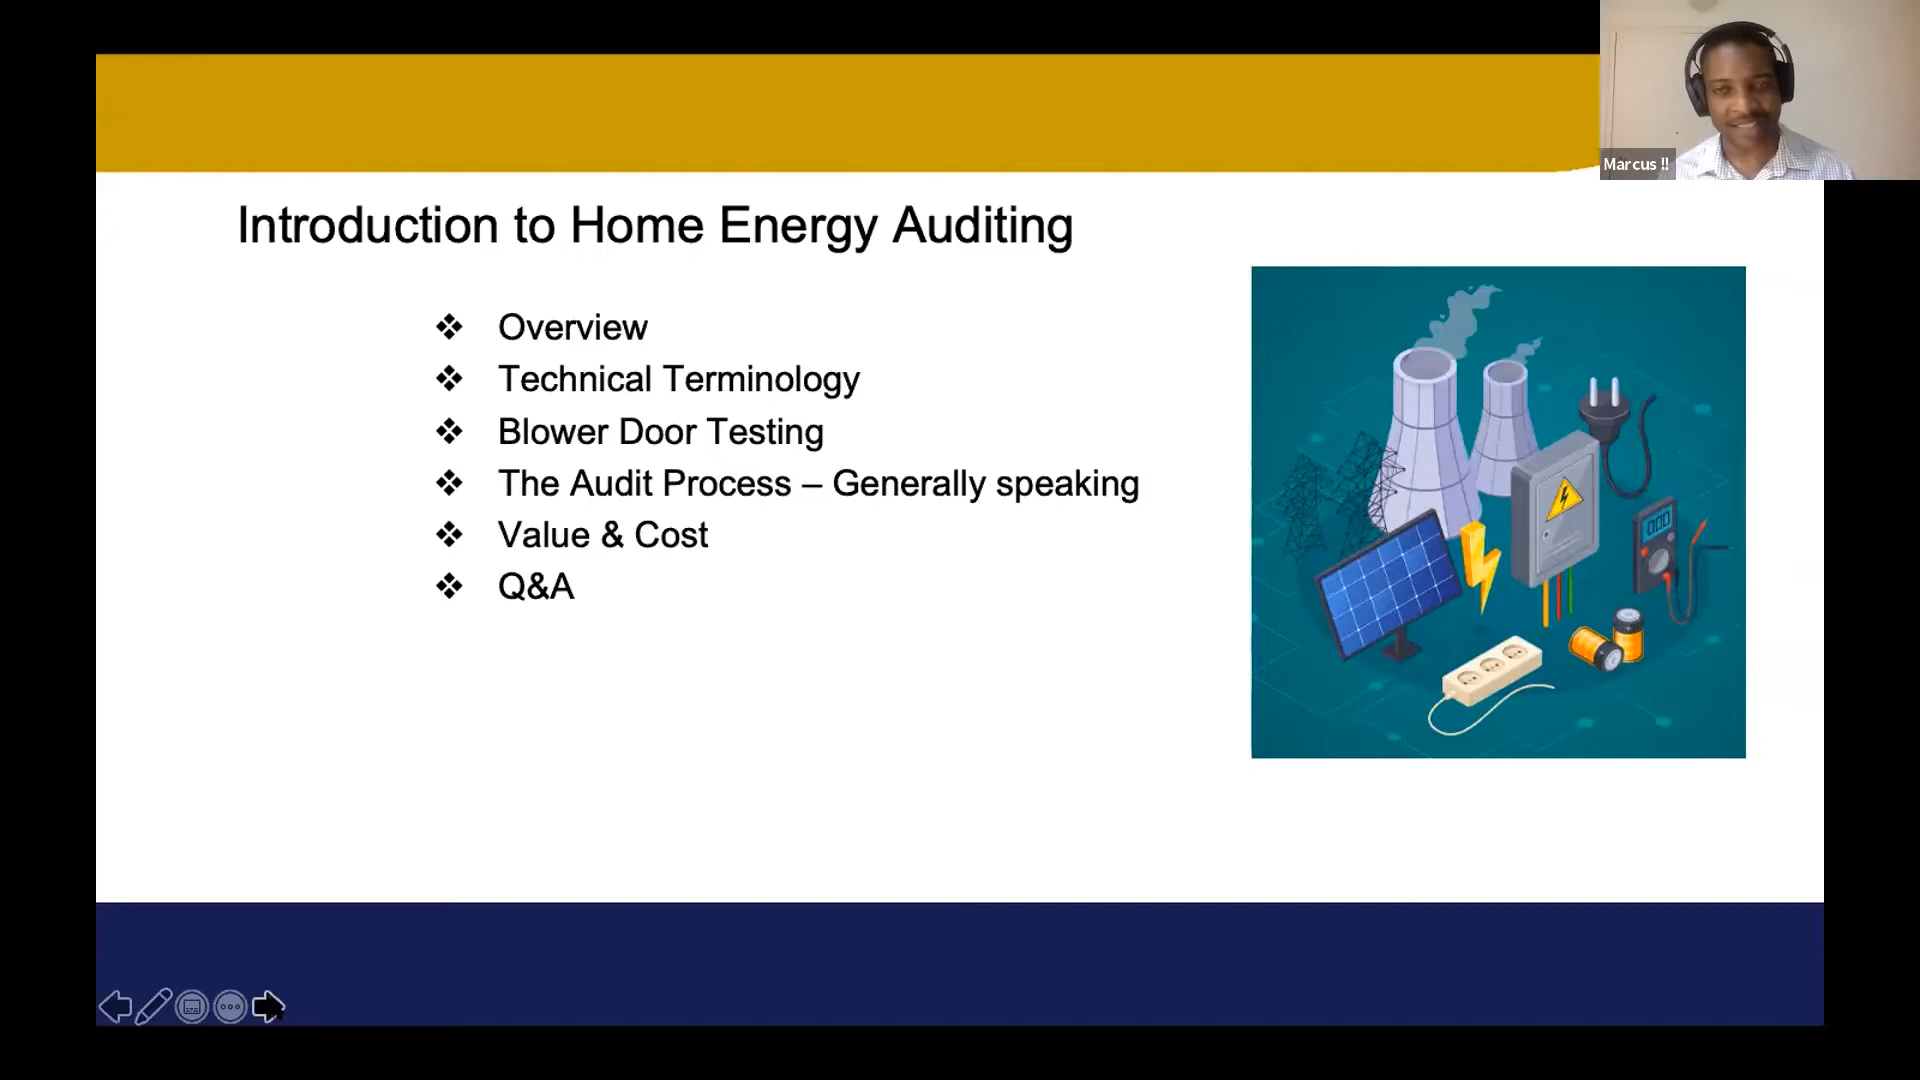 Marcus !!
Introduction to Home Energy Auditing
❖ Overview
❖ Technical Terminology
❖ Blower Door Testing
❖ The Audit Process – Generally speaking
❖ Value & Cost
❖ Q&A
000